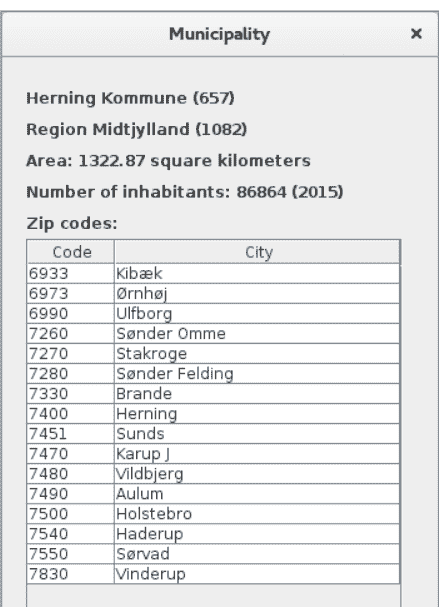 Municipality ×
Herning Kommune (657)
Region Midtjylland (1082)
Area: 1322.87 square kilometers
Number of inhabitants: 86864 (2015)
Zip codes:
Code City
6933 Kibæk
6973 Ørnhøj
6990 Ulfborg
7260 Sønder Omme
7270 Stakroge
7280 Sønder Felding
7330 Brande
7400 Herning
7451 Sunds
7470 Karup J
7480 Vildbjerg
7490 Aulum
7500 Holstebro
7540 Haderup
7550 Sørvad
7830 Vinderup